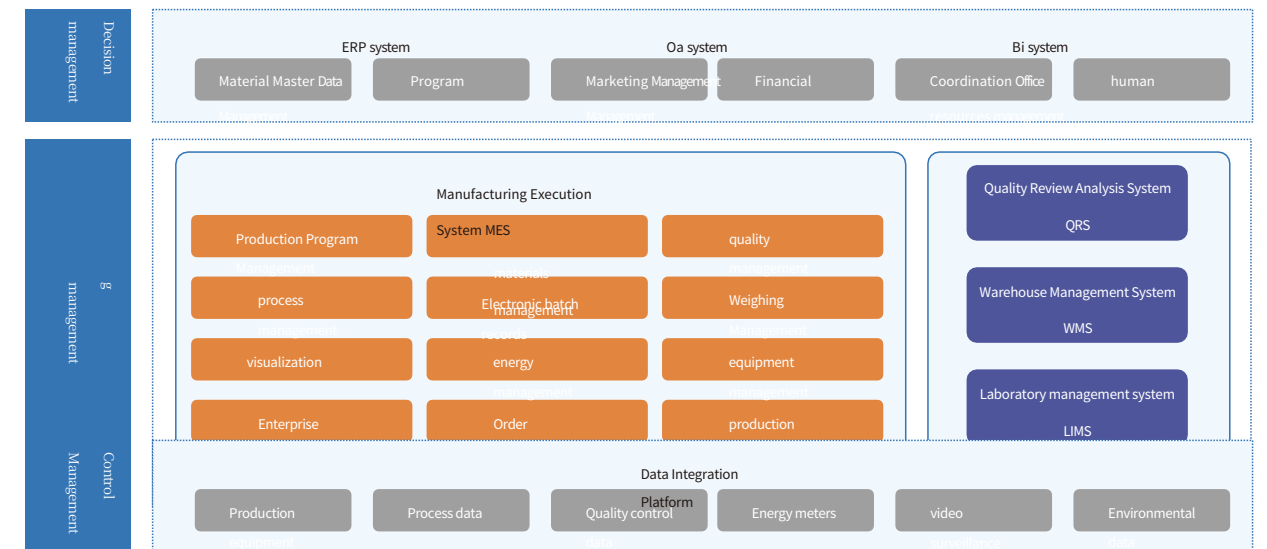 Decision
management
ERP system
Oa system
Bi system
Material Master Data
Management
Program
Marketing Management
Management
Financial
Coordination Office
human
g
management
Manufacturing Execution
System MES
Production Program
Management
materials
management
quality
management
process
management
Electronic batch
records
Weighing
Management
visualization
energy
management
equipment
management
Enterprise
Order
production
Quality Review Analysis System
QRS
Warehouse Management System
WMS
Laboratory management system
LIMS
Control
Management
Data Integration
Platform
Production
equipment
Process data
Quality control
data
Energy meters
video
surveillance
Environmental
data